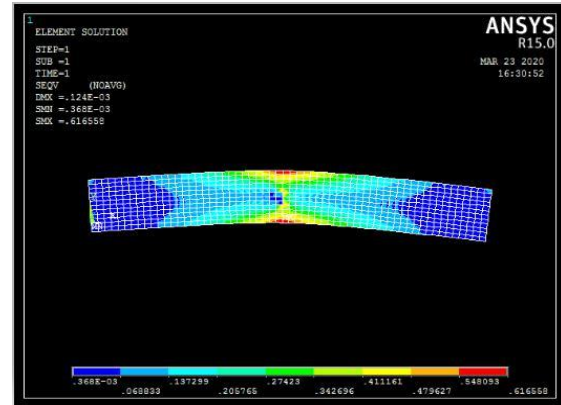 1
ELEMENT SOLUTION
STEP=1
SUB =1
TIME=1
SEQV (NOAVG)
DMX =.124E-03
SMN =.368E-03
SMX =.616558
ANSYS
R15.0
MAR 23 2020
16:30:52
MN
.368E-03 .137299 .27423 .411161 .548093
.068833 .205765 .342696 .479627 .616558